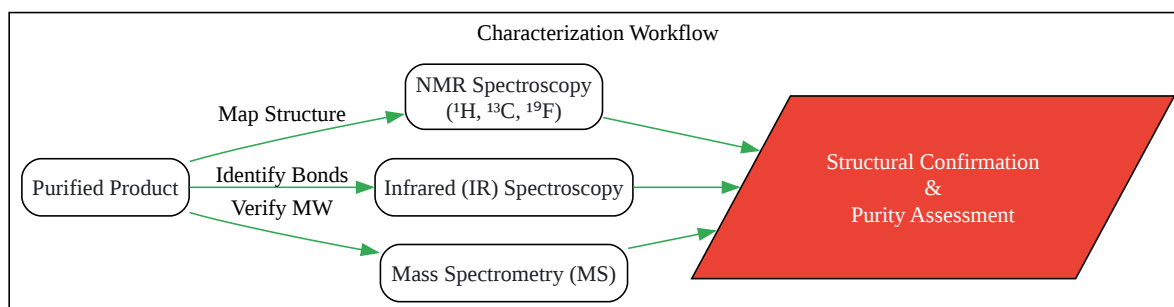 Characterization Workflow
NMR Spectroscopy
(¹H, ¹³C, ¹⁹F)
Map Structure
Purified Product
Identify Bonds
Infrared (IR) Spectroscopy
Verify MW
Mass Spectrometry (MS)
Structural Confirmation
&
Purity Assessment